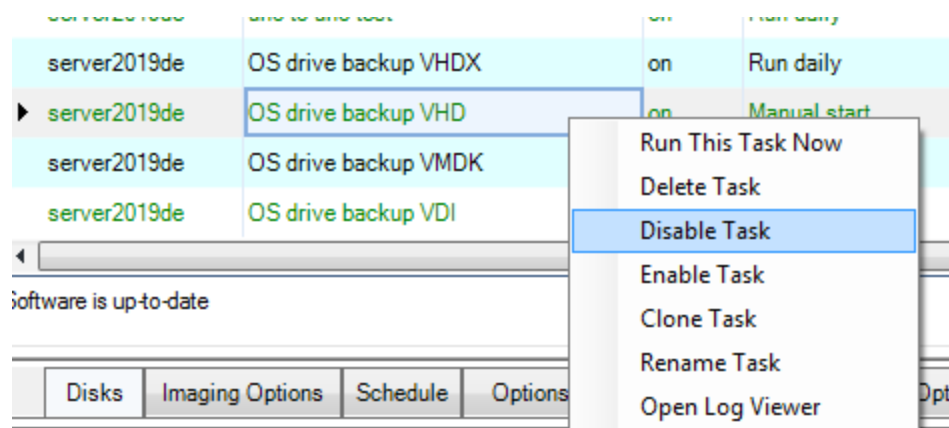 server2019de OS drive backup VHDX on Run daily
server2019de OS drive backup VHD on Manual start
server2019de OS drive backup VMDK
server2019de OS drive backup VDI
Run This Task Now
Delete Task
Disable Task
Enable Task
Clone Task
Rename Task
Open Log Viewer
Software is up-to-date
Disks Imaging Options Schedule Options